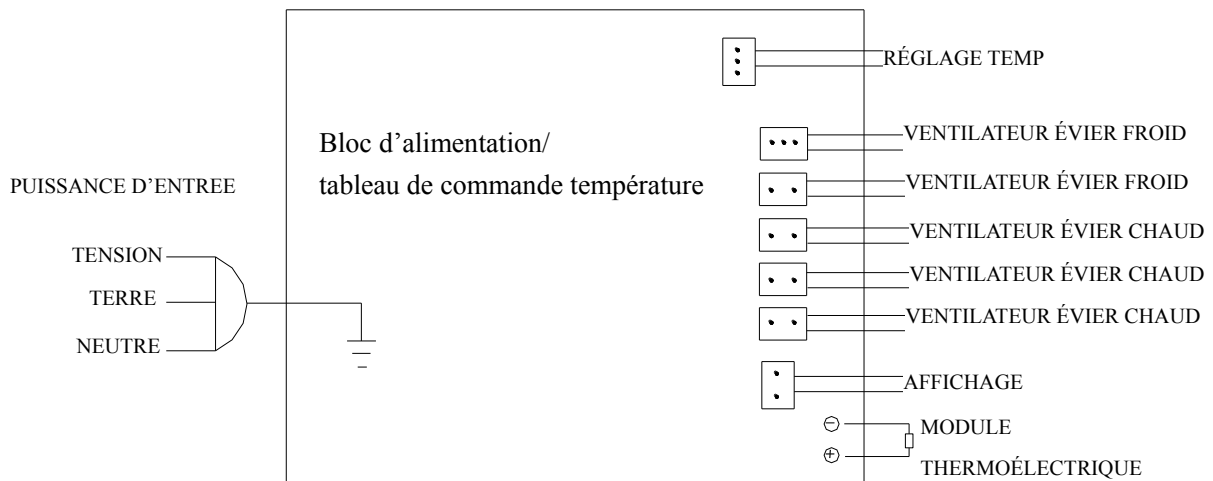 RÉGLAGE TEMP
Bloc d’alimentation/
tableau de commande température
VENTILATEUR ÉVIER FROID
VENTILATEUR ÉVIER FROID
PUISSANCE D’ENTREE
VENTILATEUR ÉVIER CHAUD
TENSION
VENTILATEUR ÉVIER CHAUD
TERRE
VENTILATEUR ÉVIER CHAUD
NEUTRE
AFFICHAGE
MODULE
THERMOÉLECTRIQUE